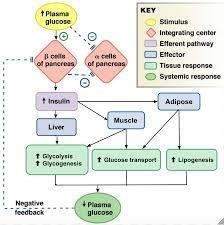 ↑ Plasma
glucose
+
−
−
β cells
of pancreas
α cells
of pancreas
KEY
Stimulus
Integrating center
Efferent pathway
Effector
Tissue response
Systemic response
↑ Insulin
Adipose
Muscle
Liver
↑ Glycolysis
↑ Glycogenesis
↑ Glucose transport
↑ Lipogenesis
Negative
feedback
↓ Plasma
glucose